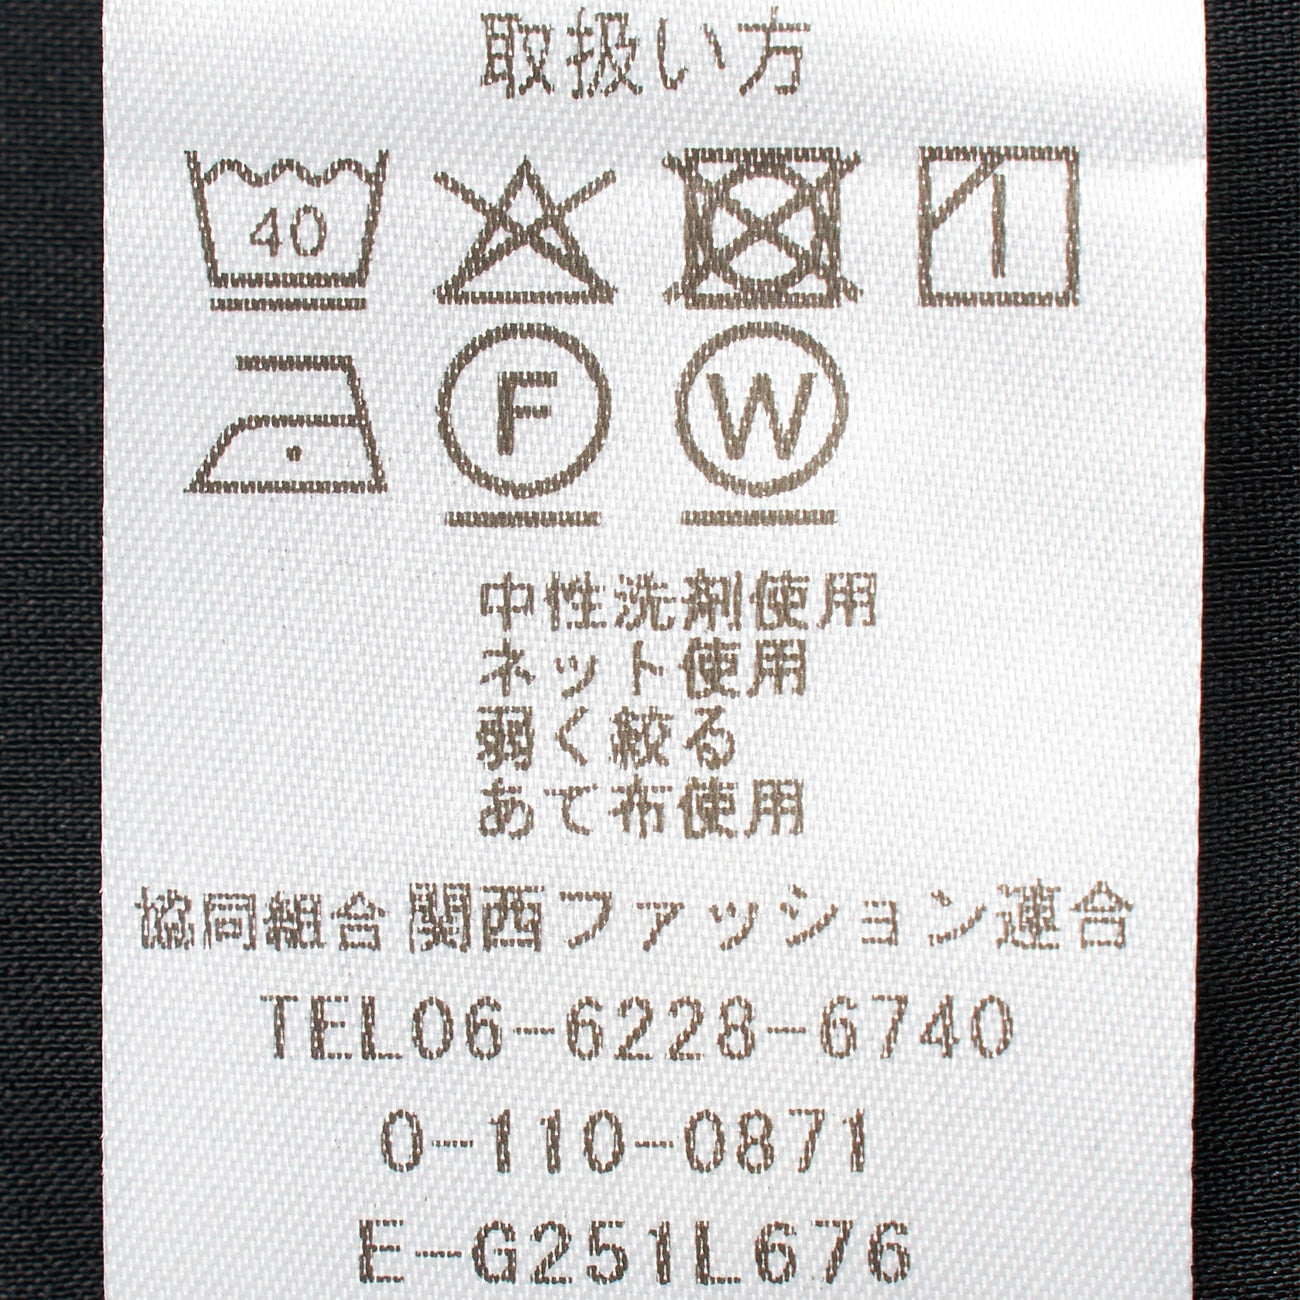 取扱い方
40
F W
中性洗剤使用
ネット使用
弱く絞る
あて布使用
協同組合 関西ファッション連合
TEL06-6228-6740
0-110-0871
E-G251L676